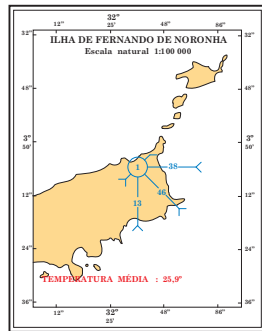 32°
12" 25' 48" 36"
32" 32"
ILHA DE FERNANDO DE NORONHA
Escala natural 1:100 000
48" 48"
3° 3°
50' 50'
1 38
12" 46 12"
13
24" 24"
TEMPERATURA MÉDIA : 25,9°
36" 36"
12" 32° 48" 36"
25'